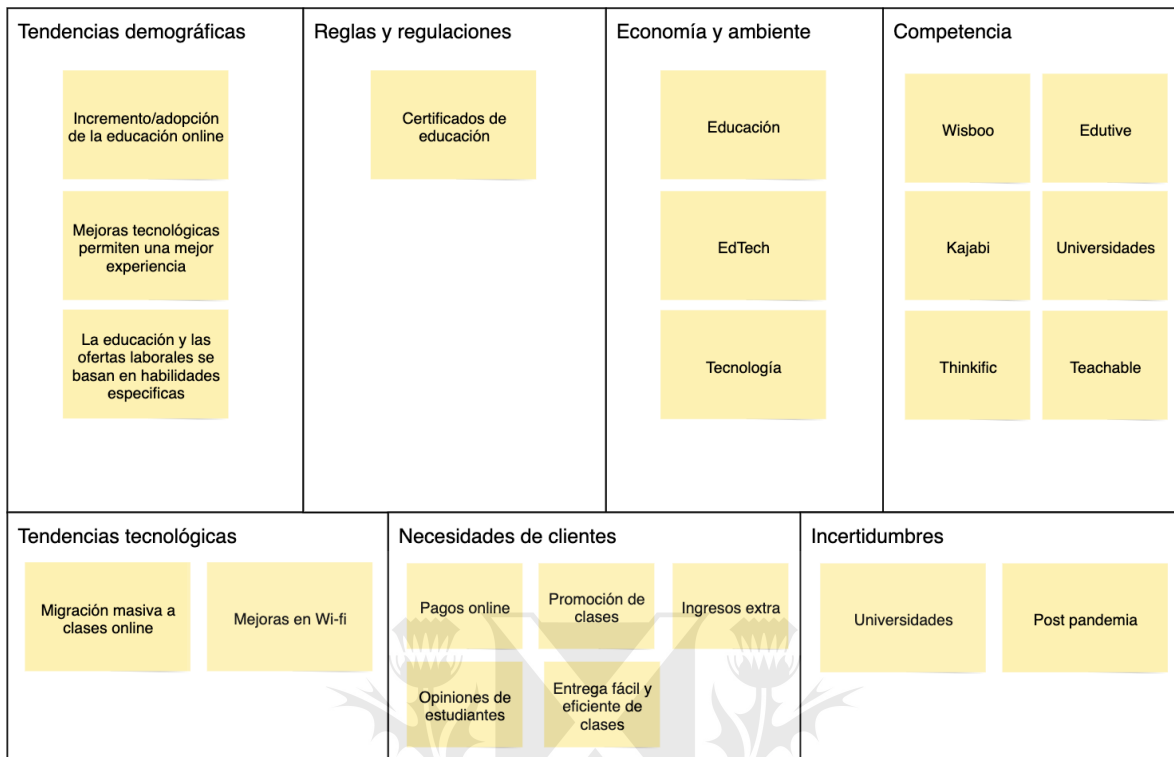 Tendencias demográficas
Incremento/adopción
de la educación online
Mejoras tecnológicas
permiten una mejor
experiencia
La educación y las
ofertas laborales se
basan en habilidades
especificas
Reglas y regulaciones
Certificados de
educación
Economía y ambiente
Educación
EdTech
Tecnología
Competencia
Wisboo
Edutive
Kajabi
Universidades
Thinkific
Teachable
Tendencias tecnológicas
Migración masiva a
clases online
Mejoras en Wi-fi
Necesidades de clientes
Pagos online
Promoción de
clases
Ingresos extra
Opiniones de
estudiantes
Entrega fácil y
eficiente de
clases
Incertidumbres
Universidades
Post pandemia